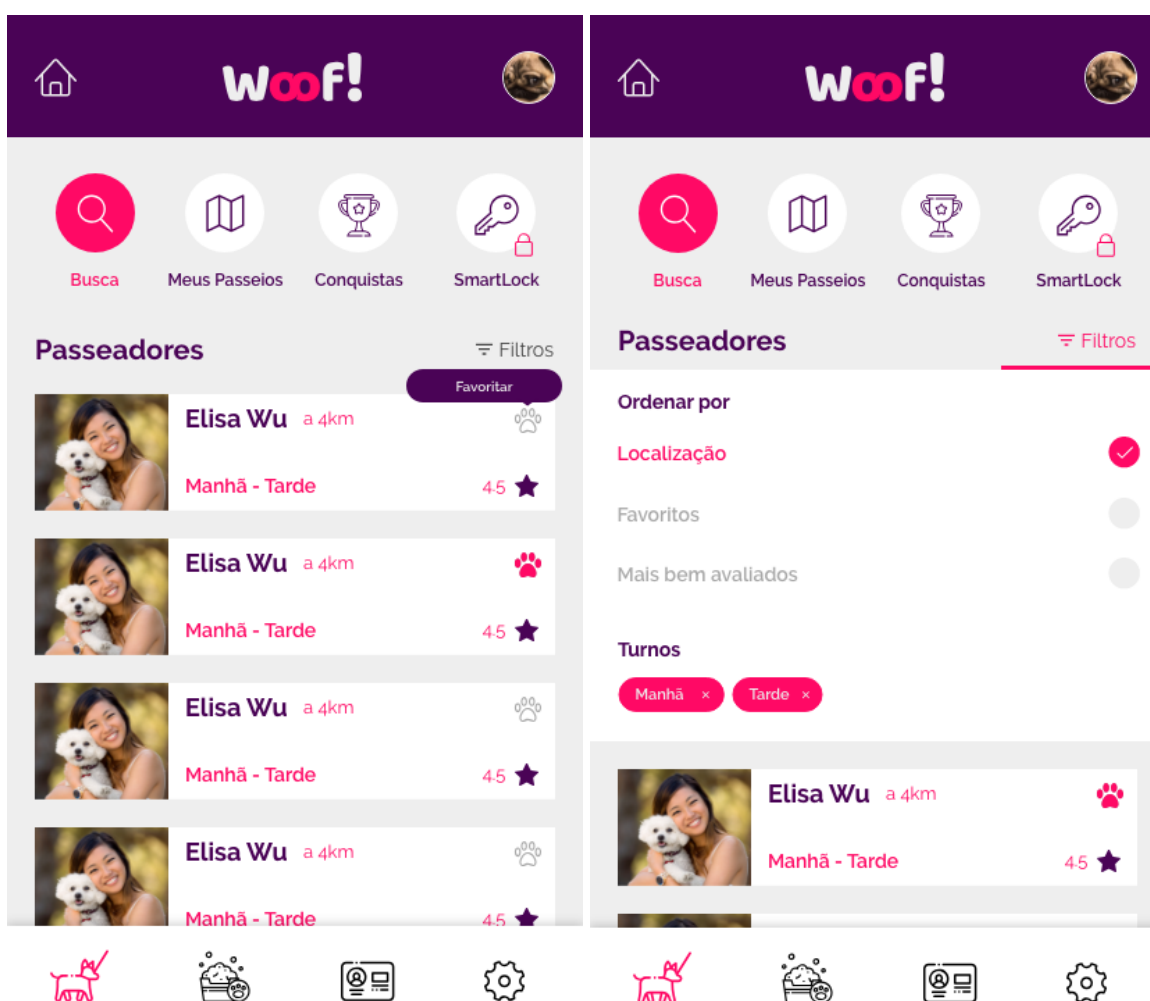 Woof!
Busca Meus Passeios Conquistas SmartLock
Passeadores Filtros
Favoritar
Elisa Wu a 4km
Manhã - Tarde 4.5
Elisa Wu a 4km
Manhã - Tarde 4.5
Elisa Wu a 4km
Manhã - Tarde 4.5
Elisa Wu a 4km
Manhã - Tarde 4.5
Woof!
Busca Meus Passeios Conquistas SmartLock
Passeadores Filtros
Ordenar por
Localização
Favoritos
Mais bem avaliados
Turnos
Manhã × Tarde ×
Elisa Wu a 4km
Manhã - Tarde 4.5